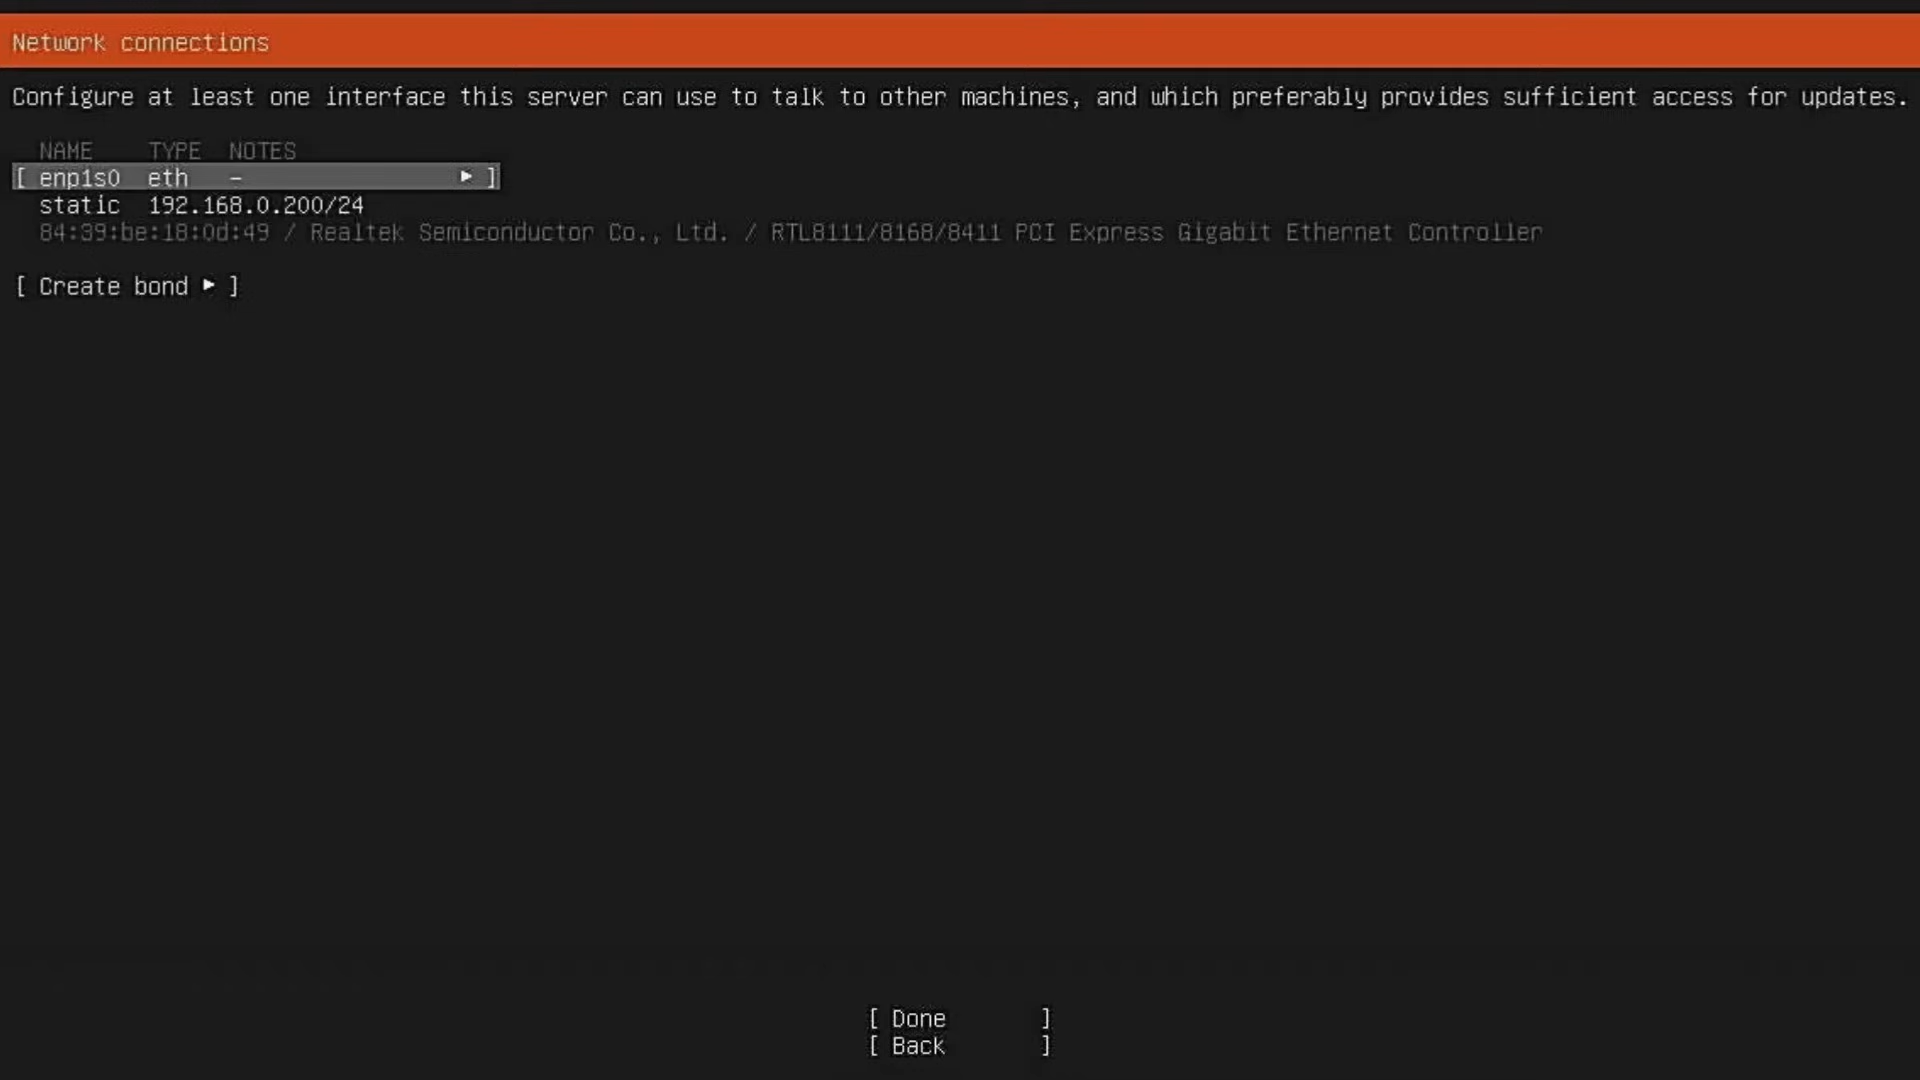 Network connections
Configure at least one interface this server can use to talk to other machines, and which preferably provides sufficient access for updates.
NAME TYPE NOTES
[ enp1s0 eth - ▸ ]
static 192.168.0.200/24
84:39:be:18:0d:49 / Realtek Semiconductor Co., Ltd. / RTL8111/8168/8411 PCI Express Gigabit Ethernet Controller
[ Create bond ▸ ]
[ Done ]
[ Back ]